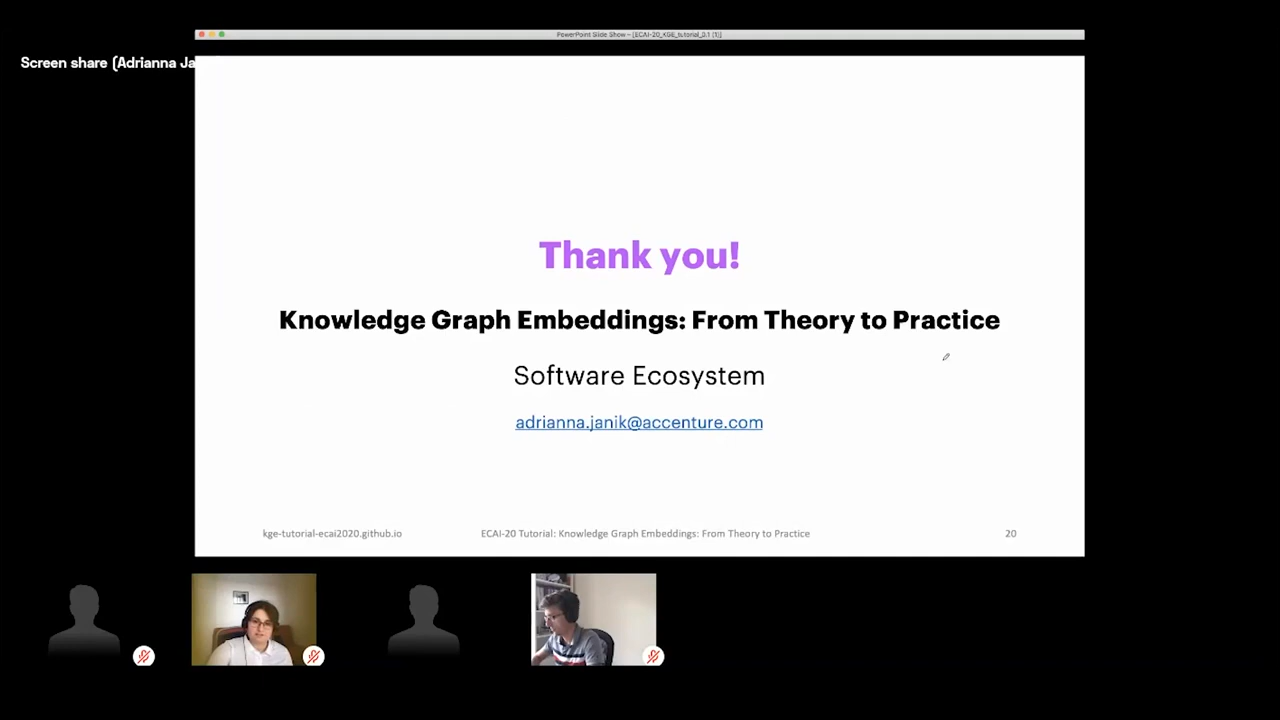 PowerPoint Slide Show - [ECAI-20_KGE_tutorial_3.1 [1]]
Screen share (Adrianna Ja
Thank you!
Knowledge Graph Embeddings: From Theory to Practice
Software Ecosystem
adrianna.janik@accenture.com
kge-tutorial-ecai2020.github.io
ECAI-20 Tutorial: Knowledge Graph Embeddings: From Theory to Practice
20